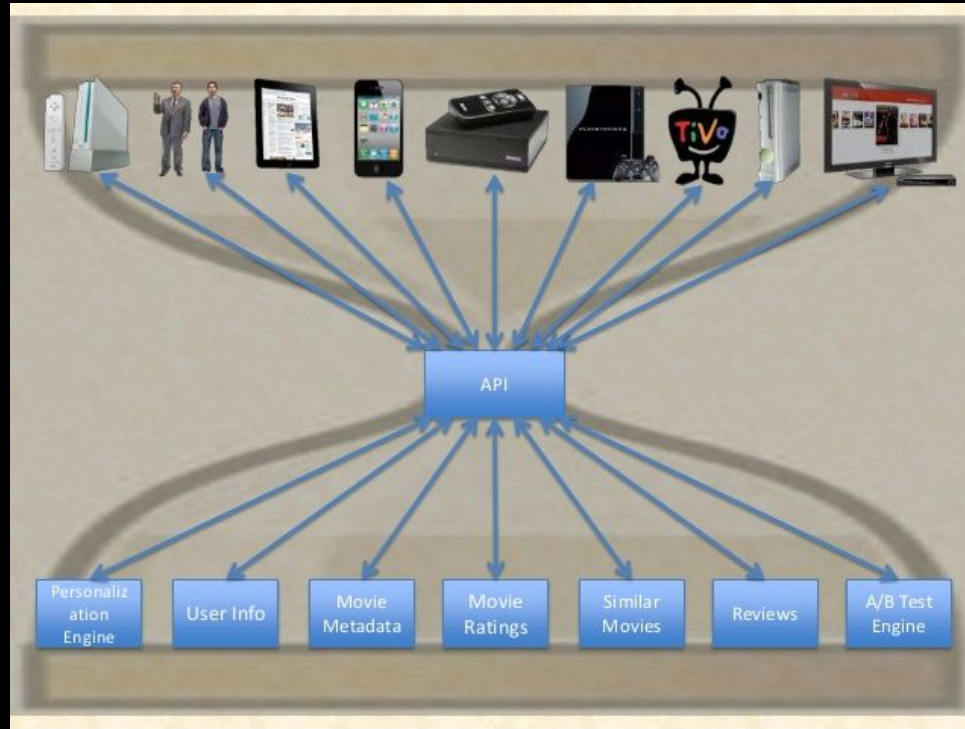 TiVo
API
Personaliz
ation
Engine
User Info
Movie
Metadata
Movie
Ratings
Similar
Movies
Reviews
A/B Test
Engine